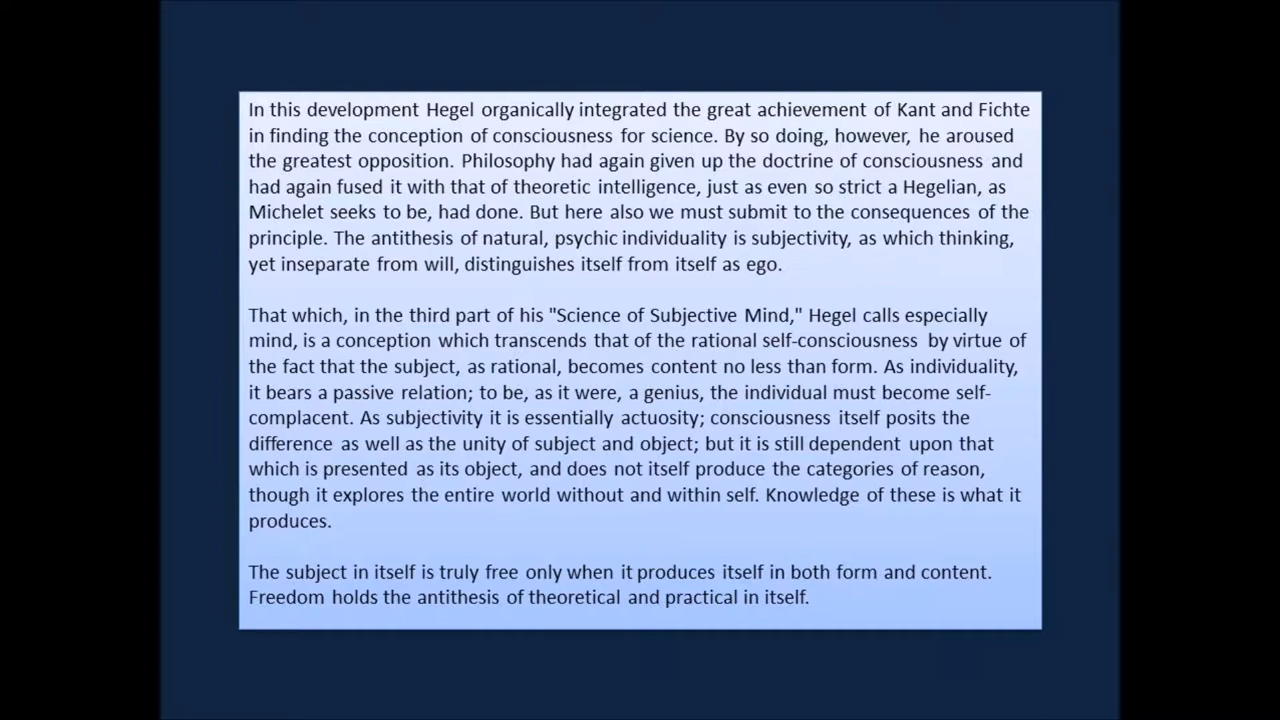 In this development Hegel organically integrated the great achievement of Kant and Fichte
in finding the conception of consciousness for science. By so doing, however, he aroused
the greatest opposition. Philosophy had again given up the doctrine of consciousness and
had again fused it with that of theoretic intelligence, just as even so strict a Hegelian, as
Michelet seeks to be, had done. But here also we must submit to the consequences of the
principle. The antithesis of natural, psychic individuality is subjectivity, as which thinking,
yet inseparate from will, distinguishes itself from itself as ego.
That which, in the third part of his "Science of Subjective Mind," Hegel calls especially
mind, is a conception which transcends that of the rational self-consciousness by virtue of
the fact that the subject, as rational, becomes content no less than form. As individuality,
it bears a passive relation; to be, as it were, a genius, the individual must become self-
complacent. As subjectivity it is essentially actuosity; consciousness itself posits the
difference as well as the unity of subject and object; but it is still dependent upon that
which is presented as its object, and does not itself produce the categories of reason,
though it explores the entire world without and within self. Knowledge of these is what it
produces.
The subject in itself is truly free only when it produces itself in both form and content.
Freedom holds the antithesis of theoretical and practical in itself.